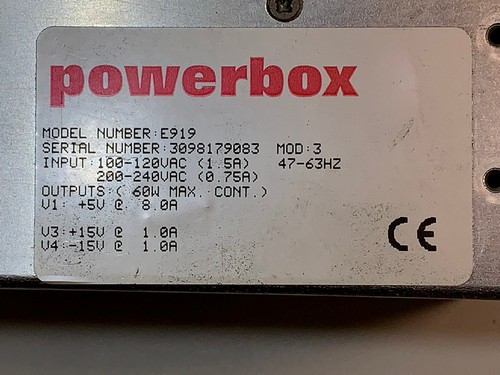 powerbox
MODEL NUMBER:E919
SERIAL NUMBER:3098179083 MOD:3
INPUT:100-120VAC (1.5A) 47-63HZ
200-240VAC (0.75A)
OUTPUTS:( 60W MAX. CONT.)
V1: +5V @ 8.0A
V3:+15V @ 1.0A
V4:-15V @ 1.0A
CE